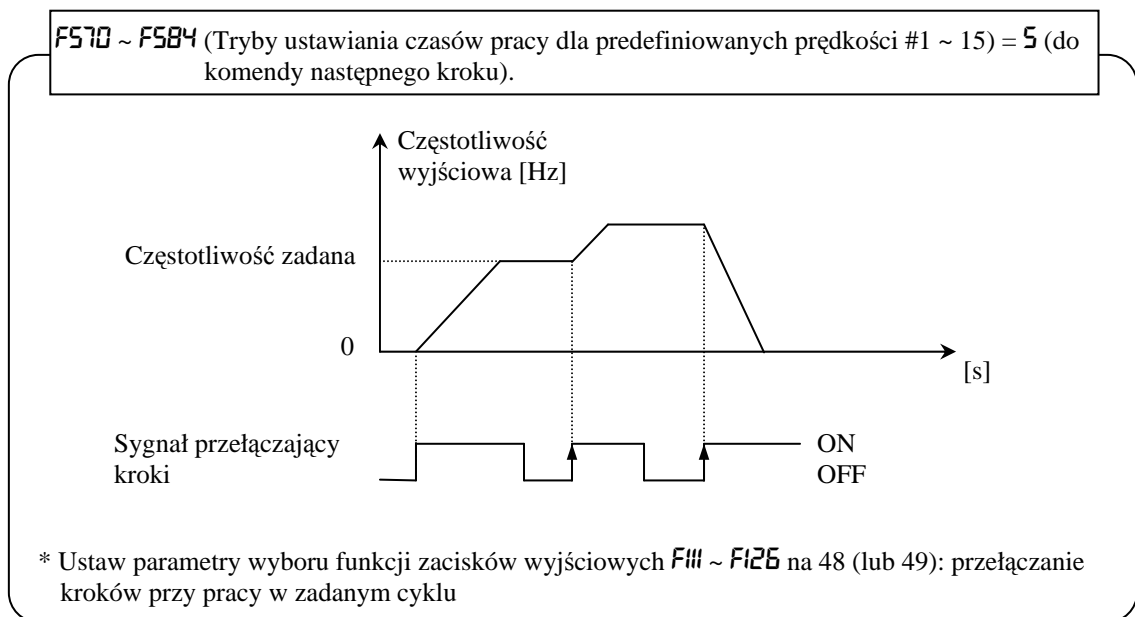 F570 ~ F584 (Tryby ustawiania czasów pracy dla predefiniowanych prędkości #1 ~ 15) = 5 (do
komendy następnego kroku).
Częstotliwość
wyjściowa [Hz]
Częstotliwość zadana
0
[s]
Sygnał przełączający
kroki
ON
OFF
* Ustaw parametry wyboru funkcji zacisków wyjściowych F111 ~ F126 na 48 (lub 49): przełączanie
kroków przy pracy w zadanym cyklu